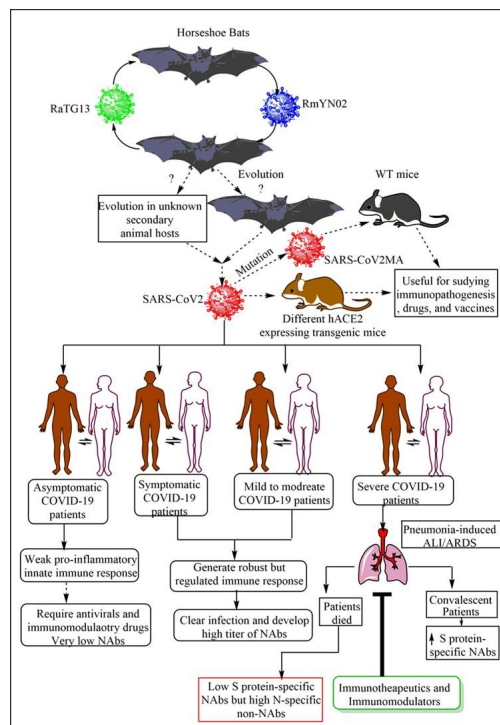 Horseshoe Bats
RaTG13
RmYN02
?
Evolution
?
WT mice
Evolution in unknown
secondary
animal hosts
Mutation
SARS-CoV2MA
SARS-CoV2
Different hACE2
expressing transgenic mice
Useful for sudying
immunopathogenesis
, drugs, and vaccines
Asymptomatic
COVID-19
patients
Symptomatic
COVID-19
patients
Mild to modreate
COVID-19 patients
Severe COVID-19
patients
Weak pro-inflammatory
innate immune response
Require antivirals and
immunomodulaotry drugs
Very low NAbs
Generate robust but
regulated immune response
Clear infection and develop
high titer of NAbs
Pneumonia-induced
ALI/ARDS
Patients
died
Convalescent
Patients
↑ S protein-
specific NAbs
Low S protein-specific
NAbs but high N-specific
non-NAbs
Immunotheapeutics and
Immunomodulators